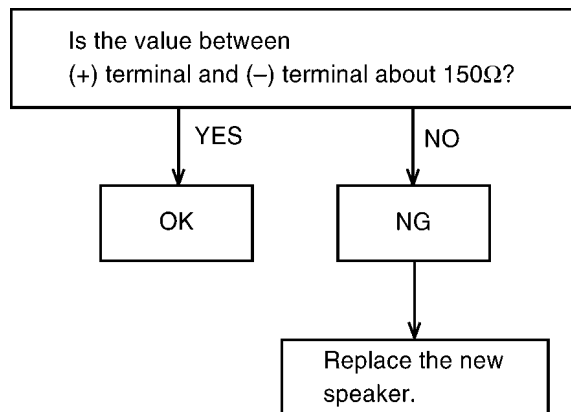 Is the value between
(+) terminal and (–) terminal about 150Ω?
YES
NO
OK
NG
Replace the new
speaker.